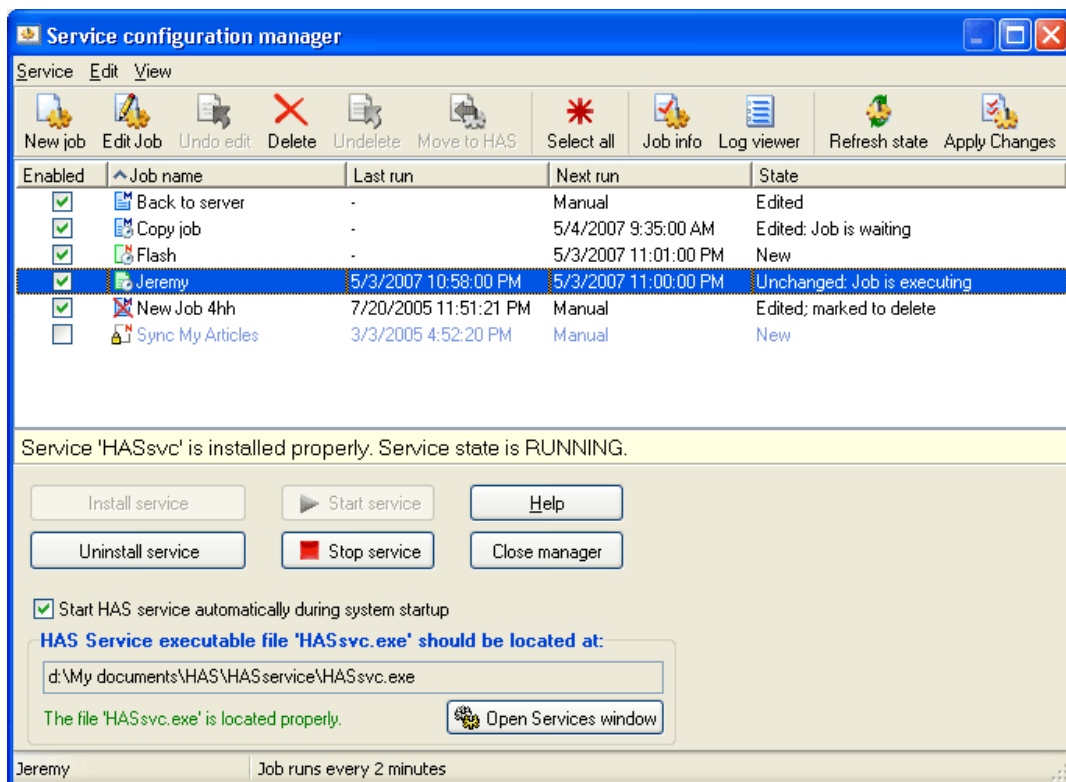 Service configuration manager
Service Edit View
New job Edit Job Undo edit Delete Undelete Move to HAS Select all Job info Log viewer Refresh state Apply Changes
Enabled Job name Last run Next run State
Back to server - Manual Edited
Copy job - 5/4/2007 9:35:00 AM Edited: Job is waiting
Flash - 5/3/2007 11:01:00 PM New
Jeremy 5/3/2007 10:58:00 PM 5/3/2007 11:00:00 PM Unchanged: Job is executing
New Job 4hh 7/20/2005 11:51:21 PM Manual Edited; marked to delete
Sync My Articles 3/3/2005 4:52:20 PM Manual New
Service 'HASsvc' is installed properly. Service state is RUNNING.
Install service Start service Help
Uninstall service Stop service Close manager
Start HAS service automatically during system startup
HAS Service executable file 'HASsvc.exe' should be located at:
d:\My documents\HAS\HASservice\HASsvc.exe
The file 'HASsvc.exe' is located properly. Open Services window
Jeremy Job runs every 2 minutes